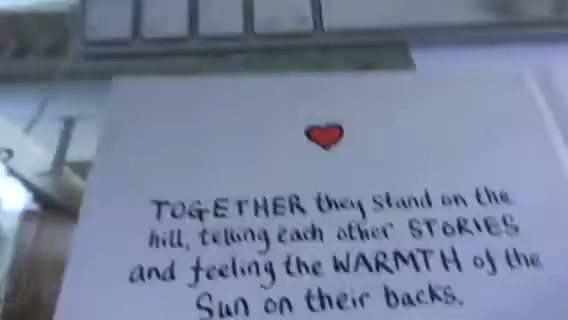 TOGETHER they stand on the
hill, telling each other STORIES
and feeling the WARMTH of the
Sun on their backs.